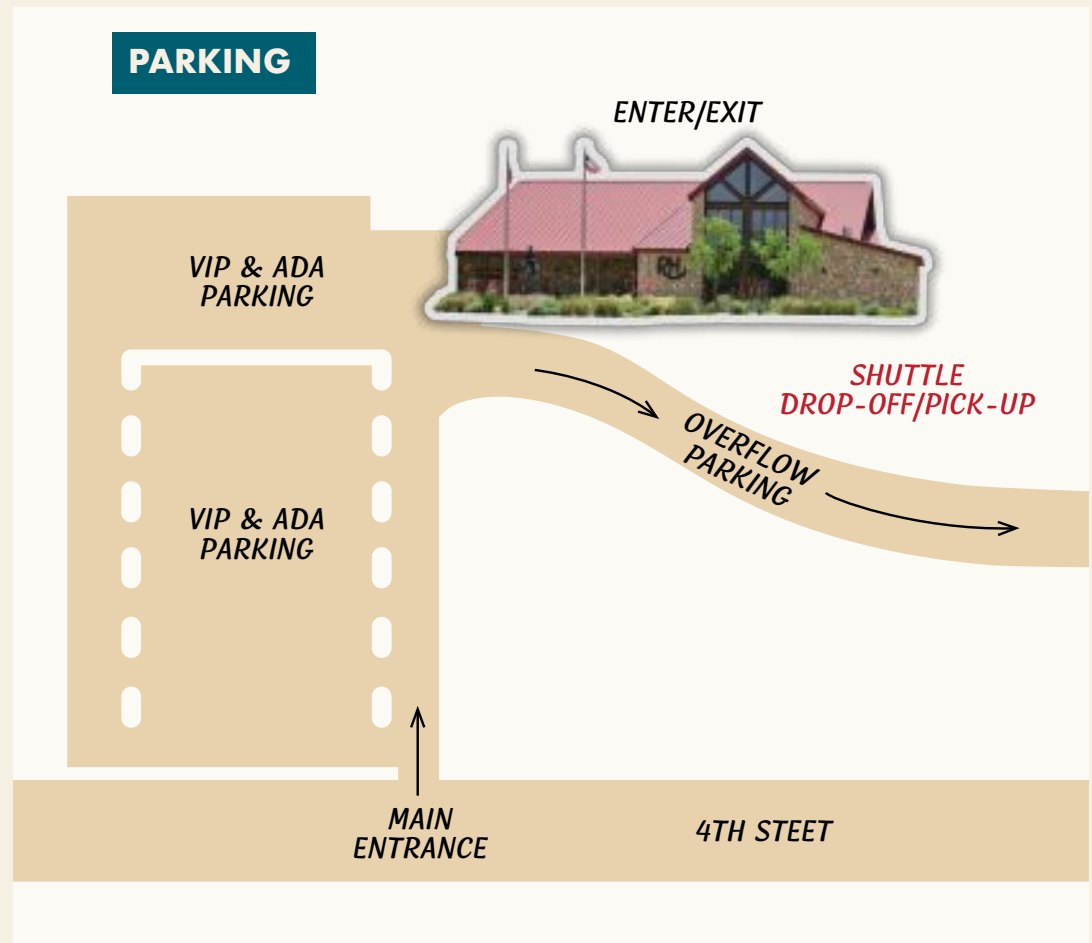 PARKING
ENTER/EXIT
VIP & ADA
PARKING
SHUTTLE
DROP-OFF/PICK-UP
OVERFLOW
PARKING
VIP & ADA
PARKING
MAIN
ENTRANCE
4TH STEET